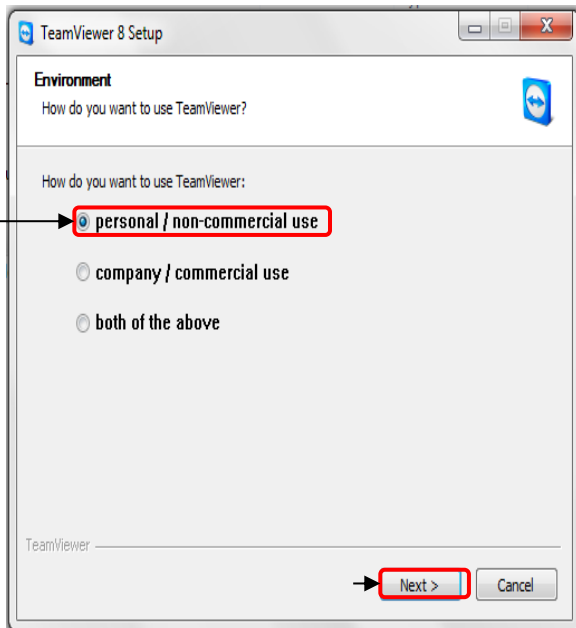 TeamViewer 8 Setup
Environment
How do you want to use TeamViewer?
How do you want to use TeamViewer:
personal / non-commercial use
company / commercial use
both of the above
TeamViewer
Next >
Cancel